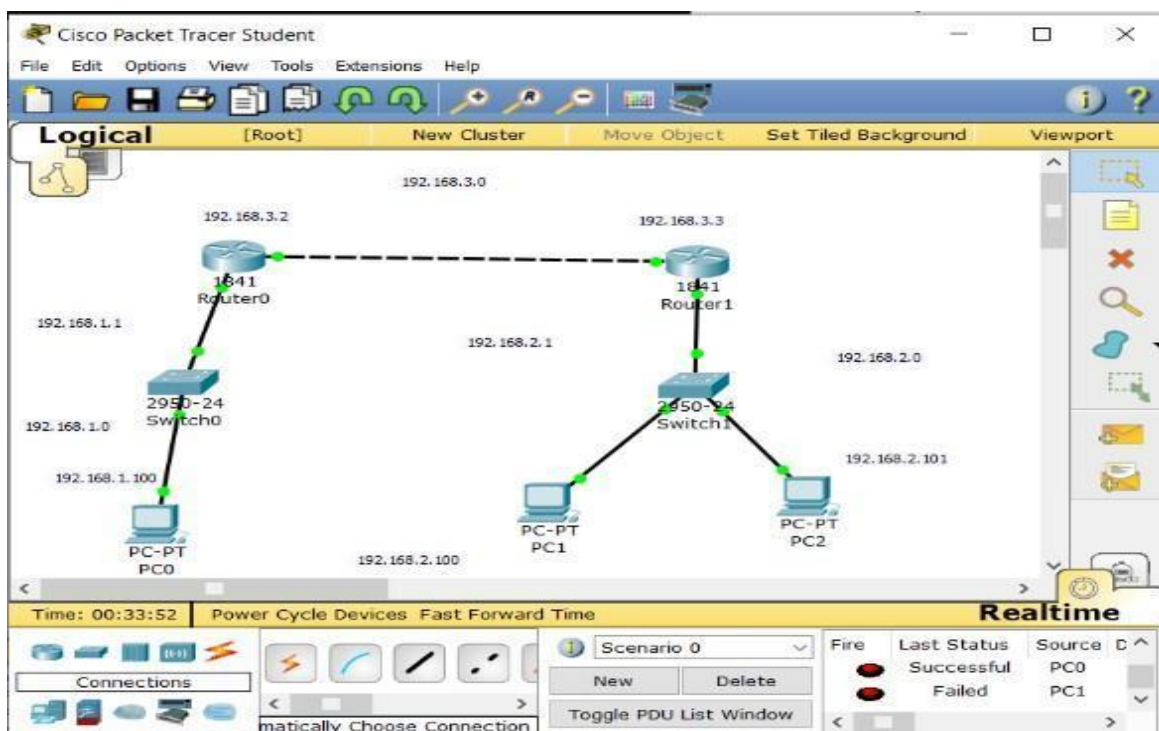 Cisco Packet Tracer Student
File Edit Options View Tools Extensions Help
Logical [Root] New Cluster Move Object Set Tiled Background Viewport
192.168.3.0
192.168.3.2
192.168.3.3
1841
Router0
1841
Router1
192.168.1.1
192.168.2.1
192.168.2.0
2950-24
Switch0
2950-24
Switch1
192.168.1.0
192.168.1.100
192.168.2.101
PC-PT
PC0
PC-PT
PC1
PC-PT
PC2
192.168.2.100
Time: 00:33:52 Power Cycle Devices Fast Forward Time Realtime
Connections
Scenario 0
New Delete
Toggle PDU List Window
Fire Last Status Source D
Successful PC0
Failed PC1
matically Choose Connection